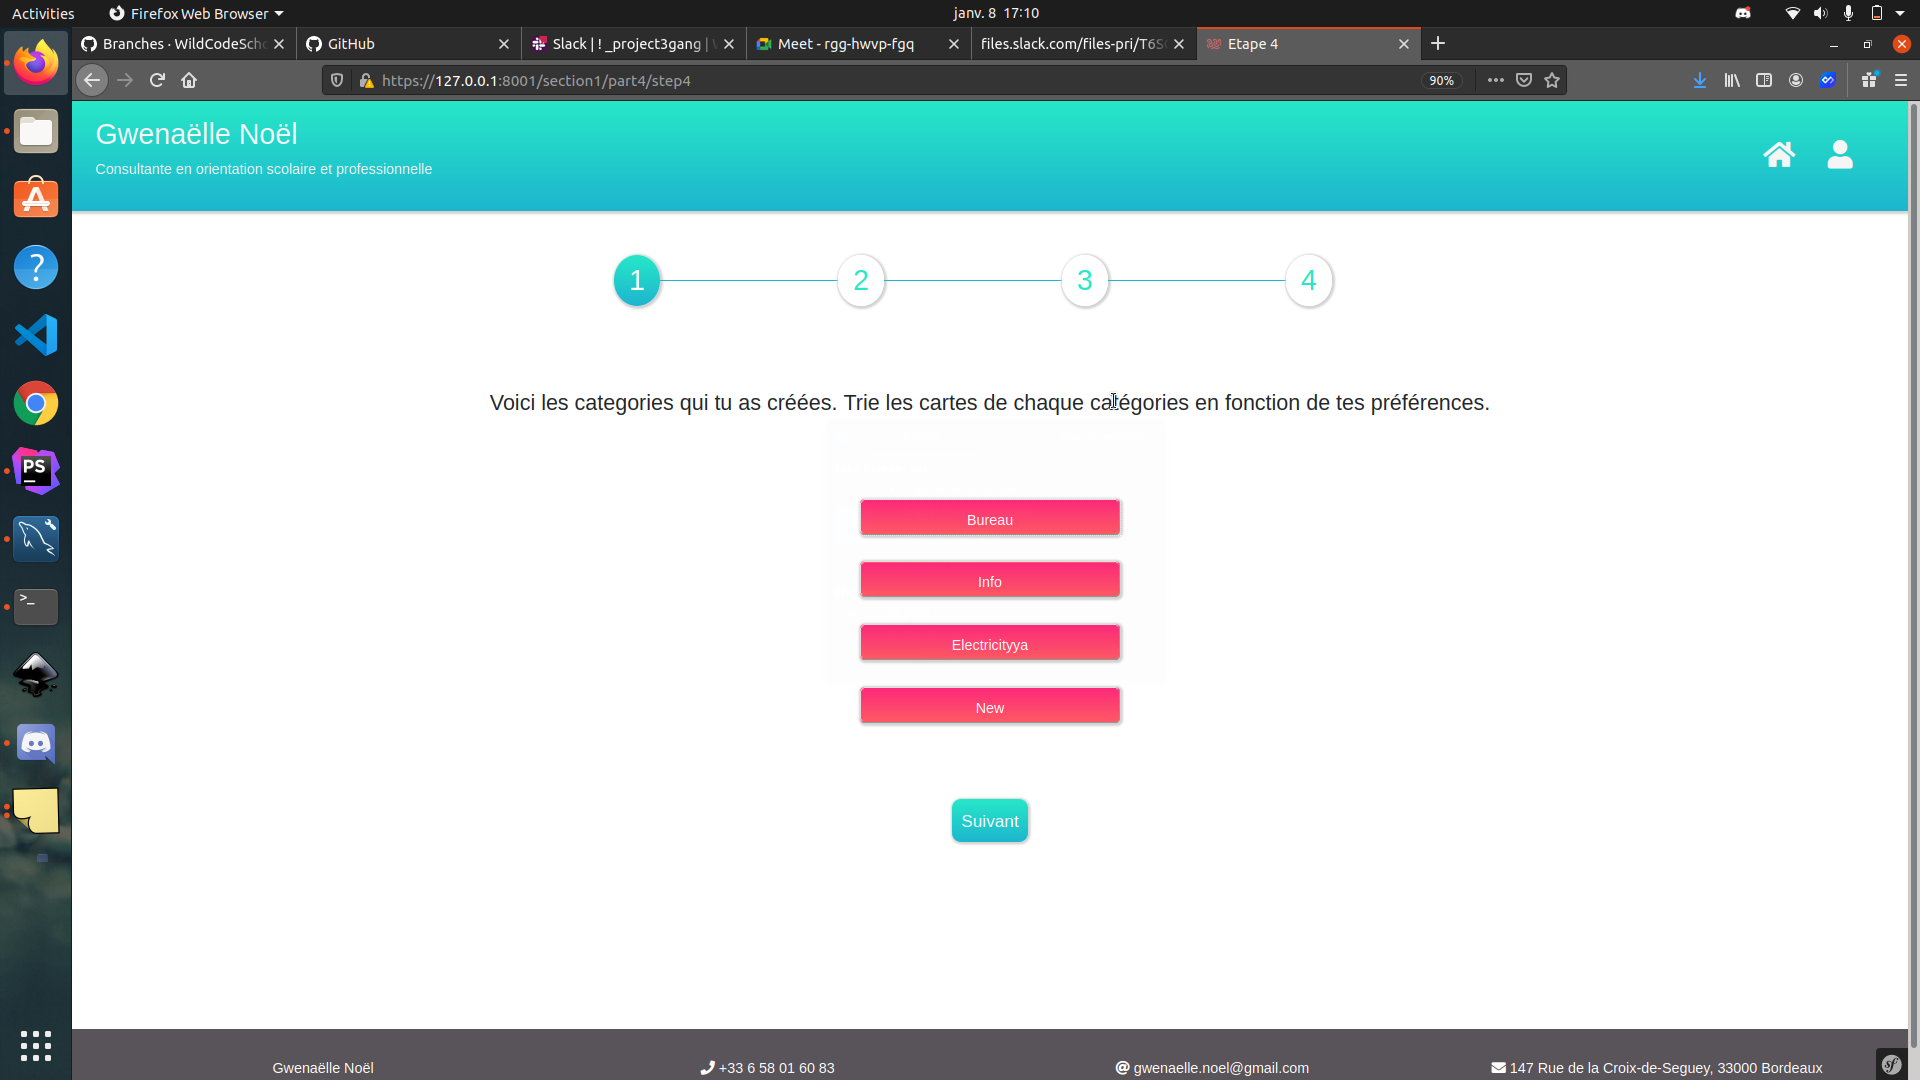 Activities
Firefox Web Browser
janv. 8 17:10
Branches · WildCodeSch
GitHub
Slack | ! _project3gang |
Meet - rgg-hwvp-fgq
files.slack.com/files-pri/T6S
Etape 4
https://127.0.0.1:8001/section1/part4/step4
90%
Gwenaëlle Noël
Consultante en orientation scolaire et professionnelle
1
2
3
4
Voici les categories qui tu as créées. Trie les cartes de chaque catégories en fonction de tes préférences.
Bureau
Info
Electricityya
New
Suivant
PS
Gwenaëlle Noël
+33 6 58 01 60 83
gwenaelle.noel@gmail.com
147 Rue de la Croix-de-Seguey, 33000 Bordeaux
sf